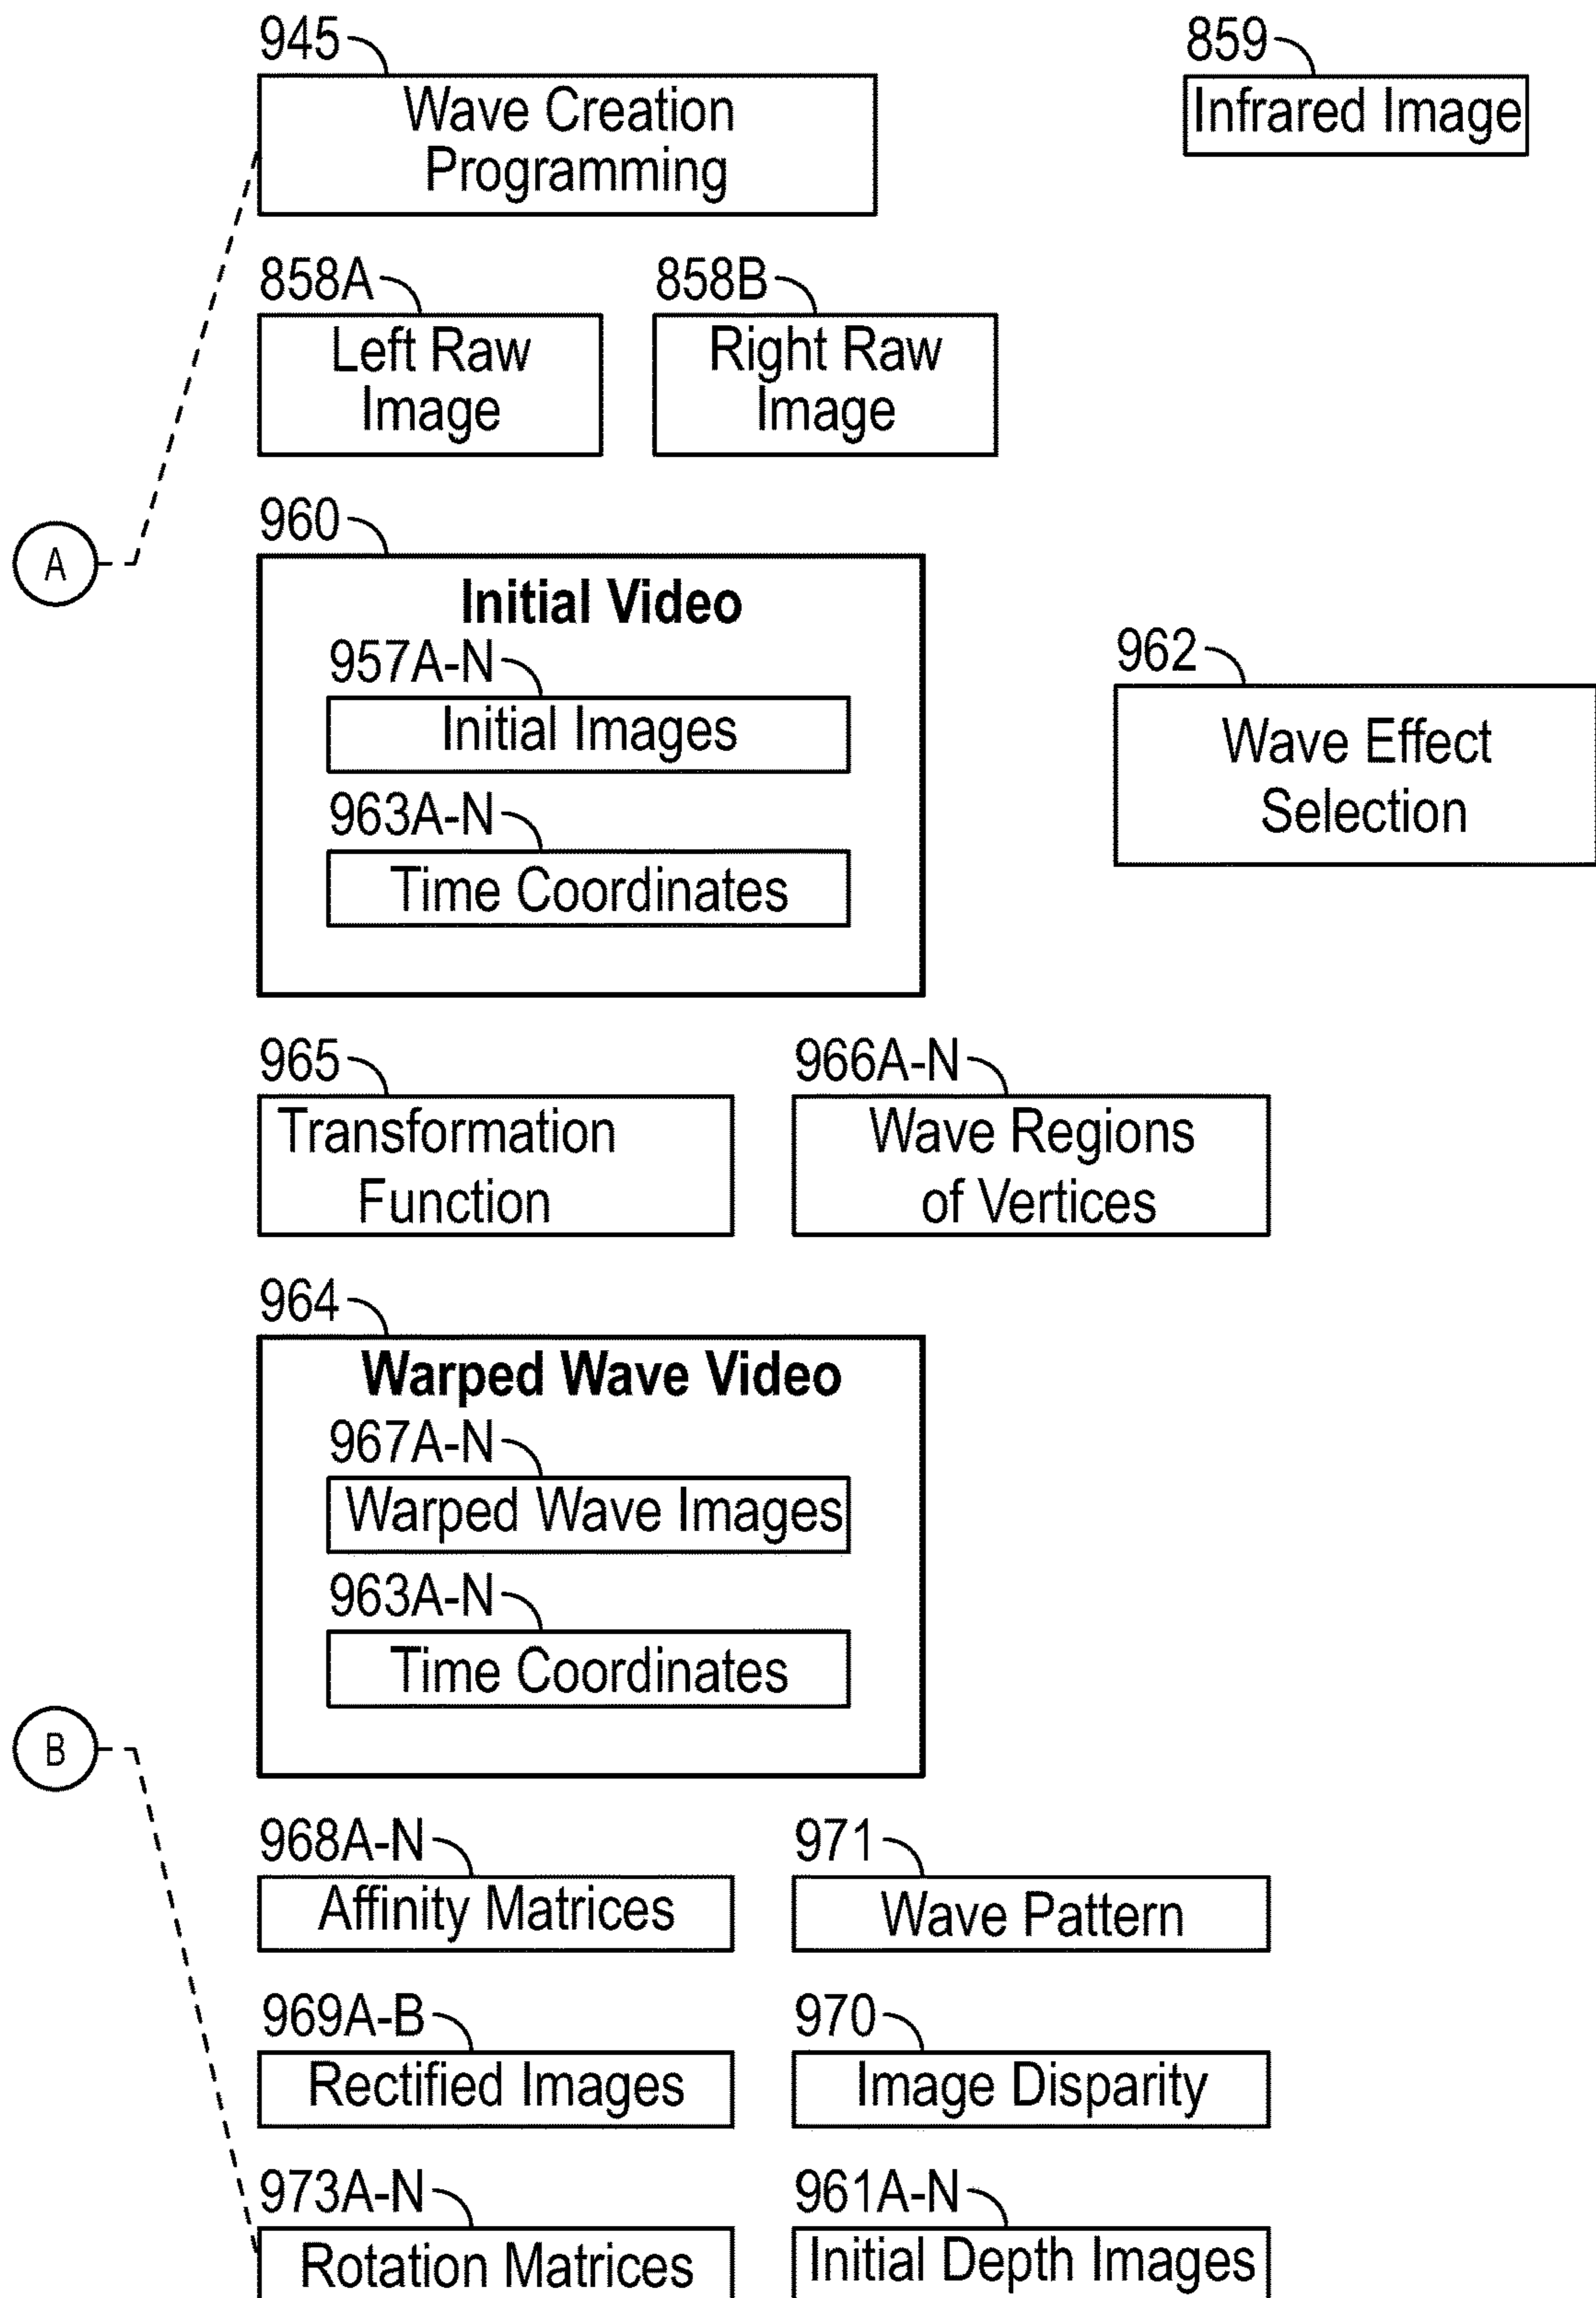 945
Wave Creation
Programming
859
Infrared Image
858A
Left Raw
Image
858B
Right Raw
Image
A
960
Initial Video
957A-N
Initial Images
963A-N
Time Coordinates
962
Wave Effect
Selection
965
Transformation
Function
966A-N
Wave Regions
of Vertices
964
Warped Wave Video
967A-N
Warped Wave Images
963A-N
Time Coordinates
B
968A-N
Affinity Matrices
971
Wave Pattern
969A-B
Rectified Images
970
Image Disparity
973A-N
Rotation Matrices
961A-N
Initial Depth Images